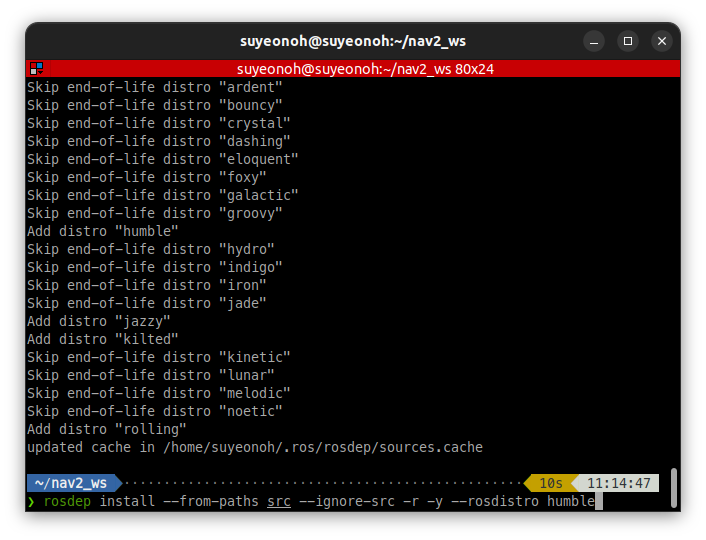 suyeonoh@suyeonoh:~/nav2_ws
suyeonoh@suyeonoh:~/nav2_ws 80x24
Skip end-of-life distro "ardent"
Skip end-of-life distro "bouncy"
Skip end-of-life distro "crystal"
Skip end-of-life distro "dashing"
Skip end-of-life distro "eloquent"
Skip end-of-life distro "foxy"
Skip end-of-life distro "galactic"
Skip end-of-life distro "groovy"
Add distro "humble"
Skip end-of-life distro "hydro"
Skip end-of-life distro "indigo"
Skip end-of-life distro "iron"
Skip end-of-life distro "jade"
Add distro "jazzy"
Add distro "kilted"
Skip end-of-life distro "kinetic"
Skip end-of-life distro "lunar"
Skip end-of-life distro "melodic"
Skip end-of-life distro "noetic"
Add distro "rolling"
updated cache in /home/suyeonoh/.ros/rosdep/sources.cache
~/nav2_ws 10s 11:14:47
❯ rosdep install --from-paths src --ignore-src -r -y --rosdistro humble